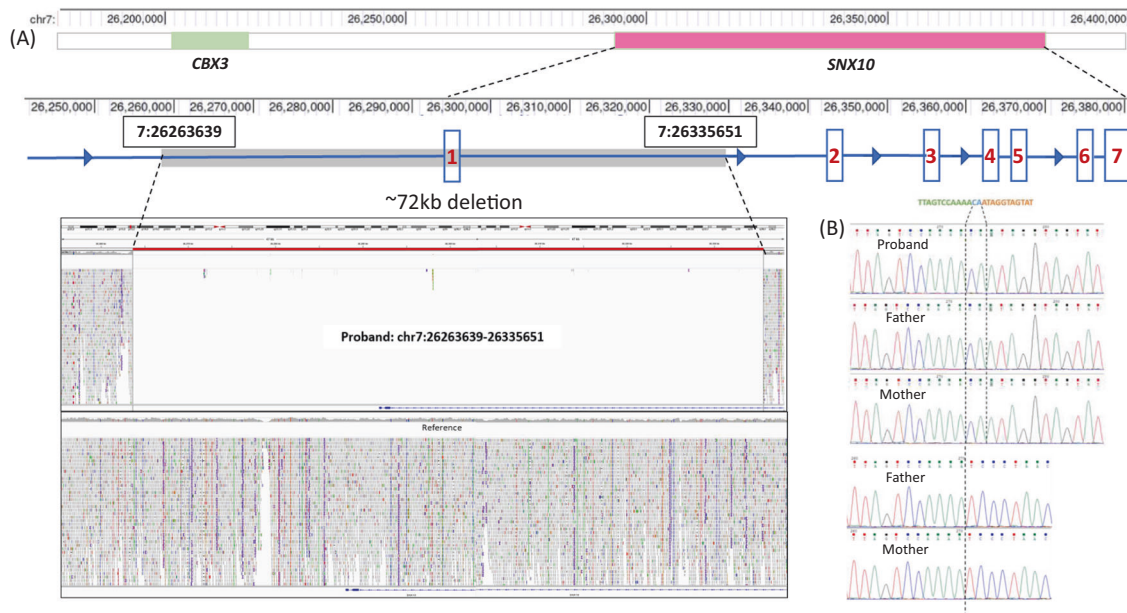 chr7: 26,200,000 26,250,000 26,300,000 26,350,000 26,400,000
(A)
CBX3 SNX10
26,250,000 26,260,000 26,270,000 26,280,000 26,290,000 26,300,000 26,310,000 26,320,000 26,330,000 26,340,000 26,350,000 26,360,000 26,370,000 26,380,000
7:26263639 7:26335651
1 2 3 4 5 6 7
~72kb deletion
Proband: chr7:26263639-26335651
Reference
TTAGTCCAAAACAATAGGTAGTAT
(B)
Proband
Father
Mother
Father
Mother